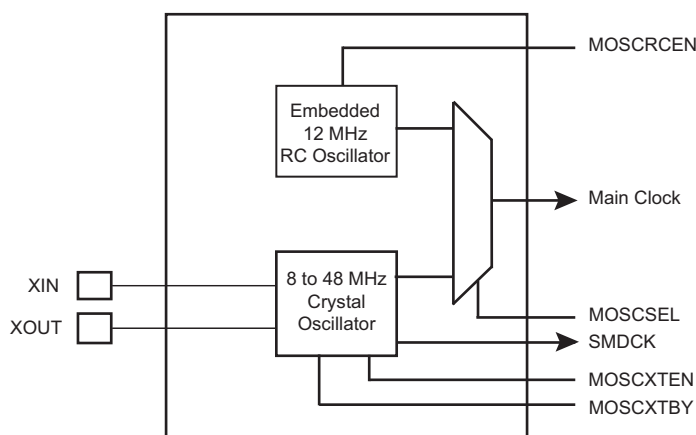 MOSCRCEN
Embedded
12 MHz
RC Oscillator
Main Clock
XIN
8 to 48 MHz
Crystal
Oscillator
XOUT
MOSCSEL
SMDCK
MOSCXTEN
MOSCXTBY